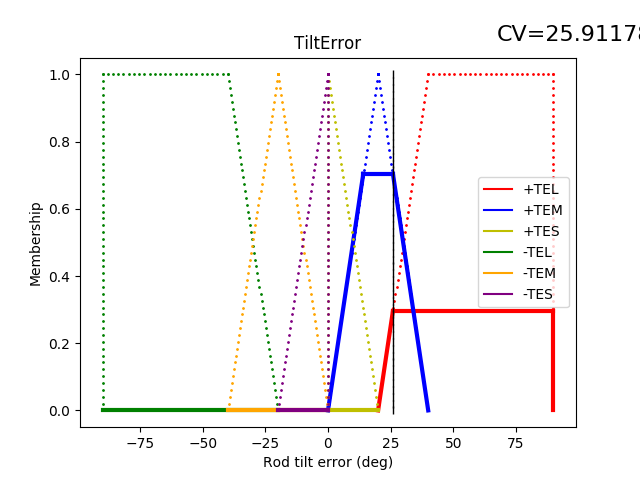 CV=25.91178
TiltError
1.0
0.8
0.6
0.4
0.2
0.0
Membership
+TEL
+TEM
+TES
-TEL
-TEM
-TES
−75 −50 −25 0 25 50 75
Rod tilt error (deg)